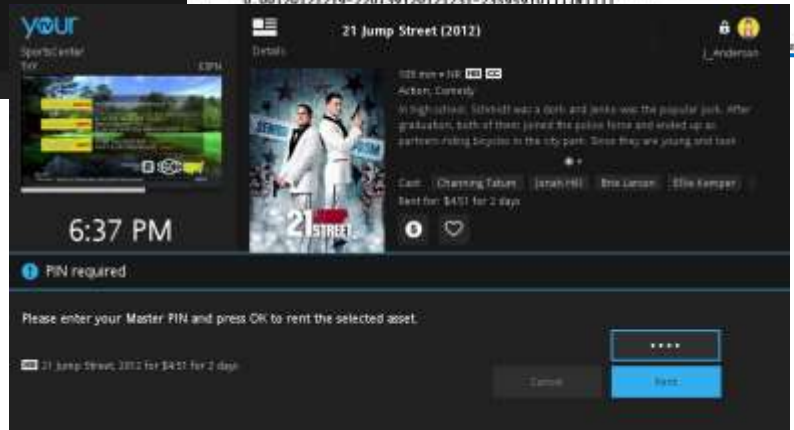 your
21 Jump Street (2012)
SportsCenter
Details
J_Anderson
ESPN
109 min • NR HD CC
Action, Comedy
In high school, Schmidt was a dork and Jenko was the popular jock. After
graduation, both of them joined the police force and ended up as
partners riding bicycles in the city park. Since they are young and look
Cast: Channing Tatum Jonah Hill Brie Larson Ellie Kemper
Rent for: $4.51 for 2 days
21 JUMP
STREET
6:37 PM
PIN required
Please enter your Master PIN and press OK to rent the selected asset.
21 Jump Street, 2012 for $4.51 for 2 days
Cancel
Rent